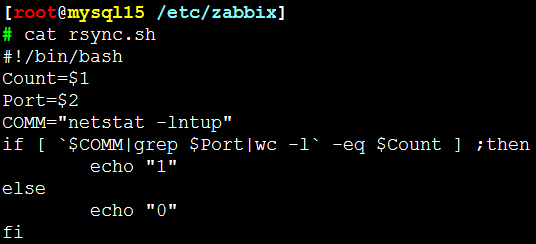 [root@mysql15 /etc/zabbix]
# cat rsync.sh
#!/bin/bash
Count=$1
Port=$2
COMM="netstat -lntup"
if [ `$COMM|grep $Port|wc -l` -eq $Count ] ;then
        echo "1"
else
        echo "0"
fi